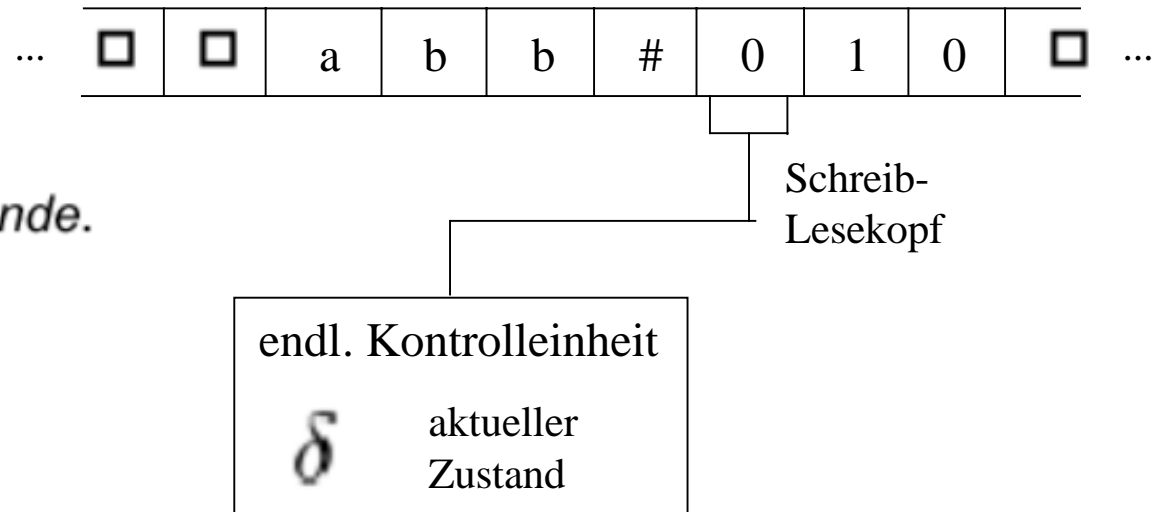 ... □ □ a b b # 0 1 0 □ ...
Schreib-
Lesekopf
nde.
endl. Kontrolleinheit
δ aktueller
Zustand